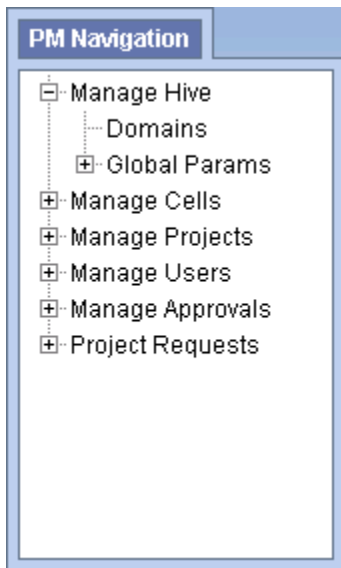 PM Navigation
Manage Hive
Domains
Global Params
Manage Cells
Manage Projects
Manage Users
Manage Approvals
Project Requests